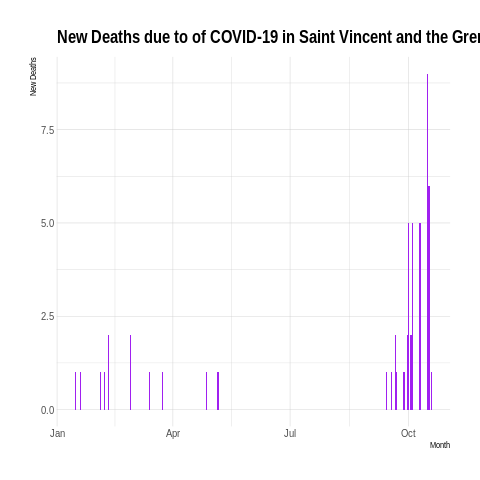 New Deaths due to of COVID-19 in Saint Vincent and the Gren
New Deaths
7.5
5.0
2.5
0.0
Jan Apr Jul Oct
Month